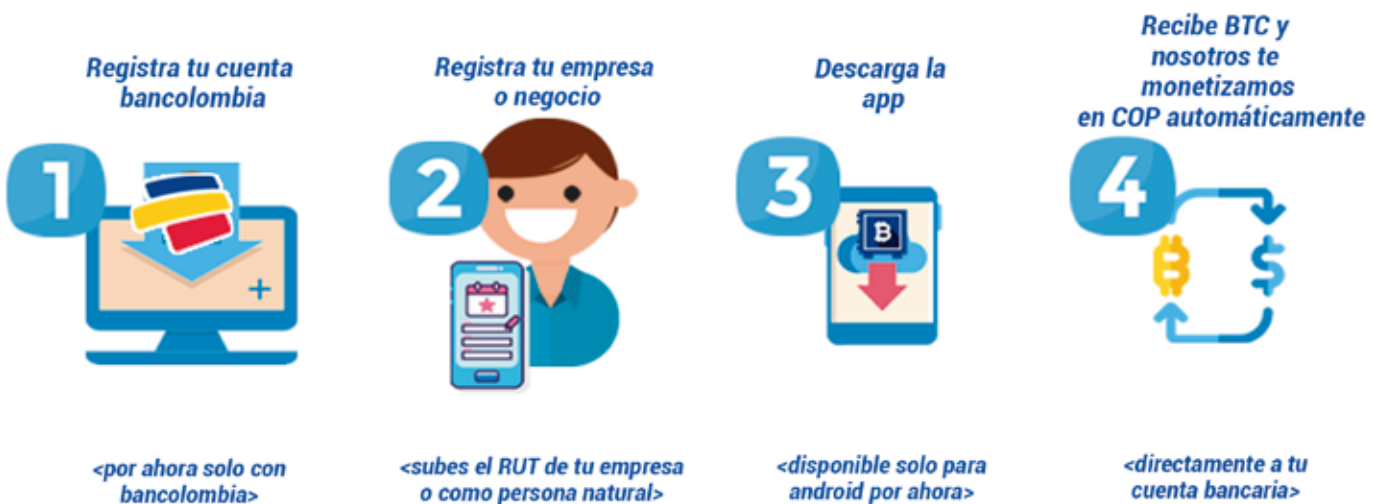 Registra tu cuenta
bancolombia
1
<por ahora solo con
bancolombia>
Registra tu empresa
o negocio
2
<subes el RUT de tu empresa
o como persona natural>
Descarga la
app
3
B
<disponible solo para
android por ahora>
Recibe BTC y
nosotros te
monetizamos
en COP automáticamente
4
<directamente a tu
cuenta bancaria>